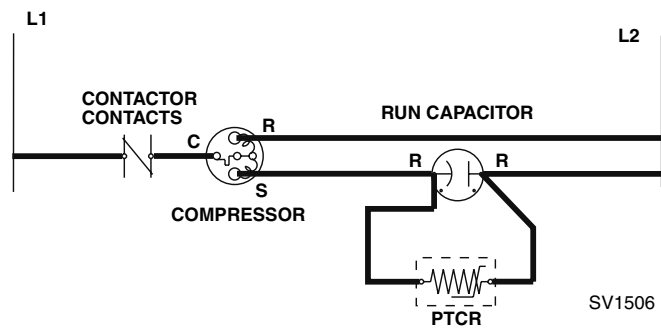 L1
L2
CONTACTOR
CONTACTS
RUN CAPACITOR
C
R
R
R
S
COMPRESSOR
PTCR
SV1506